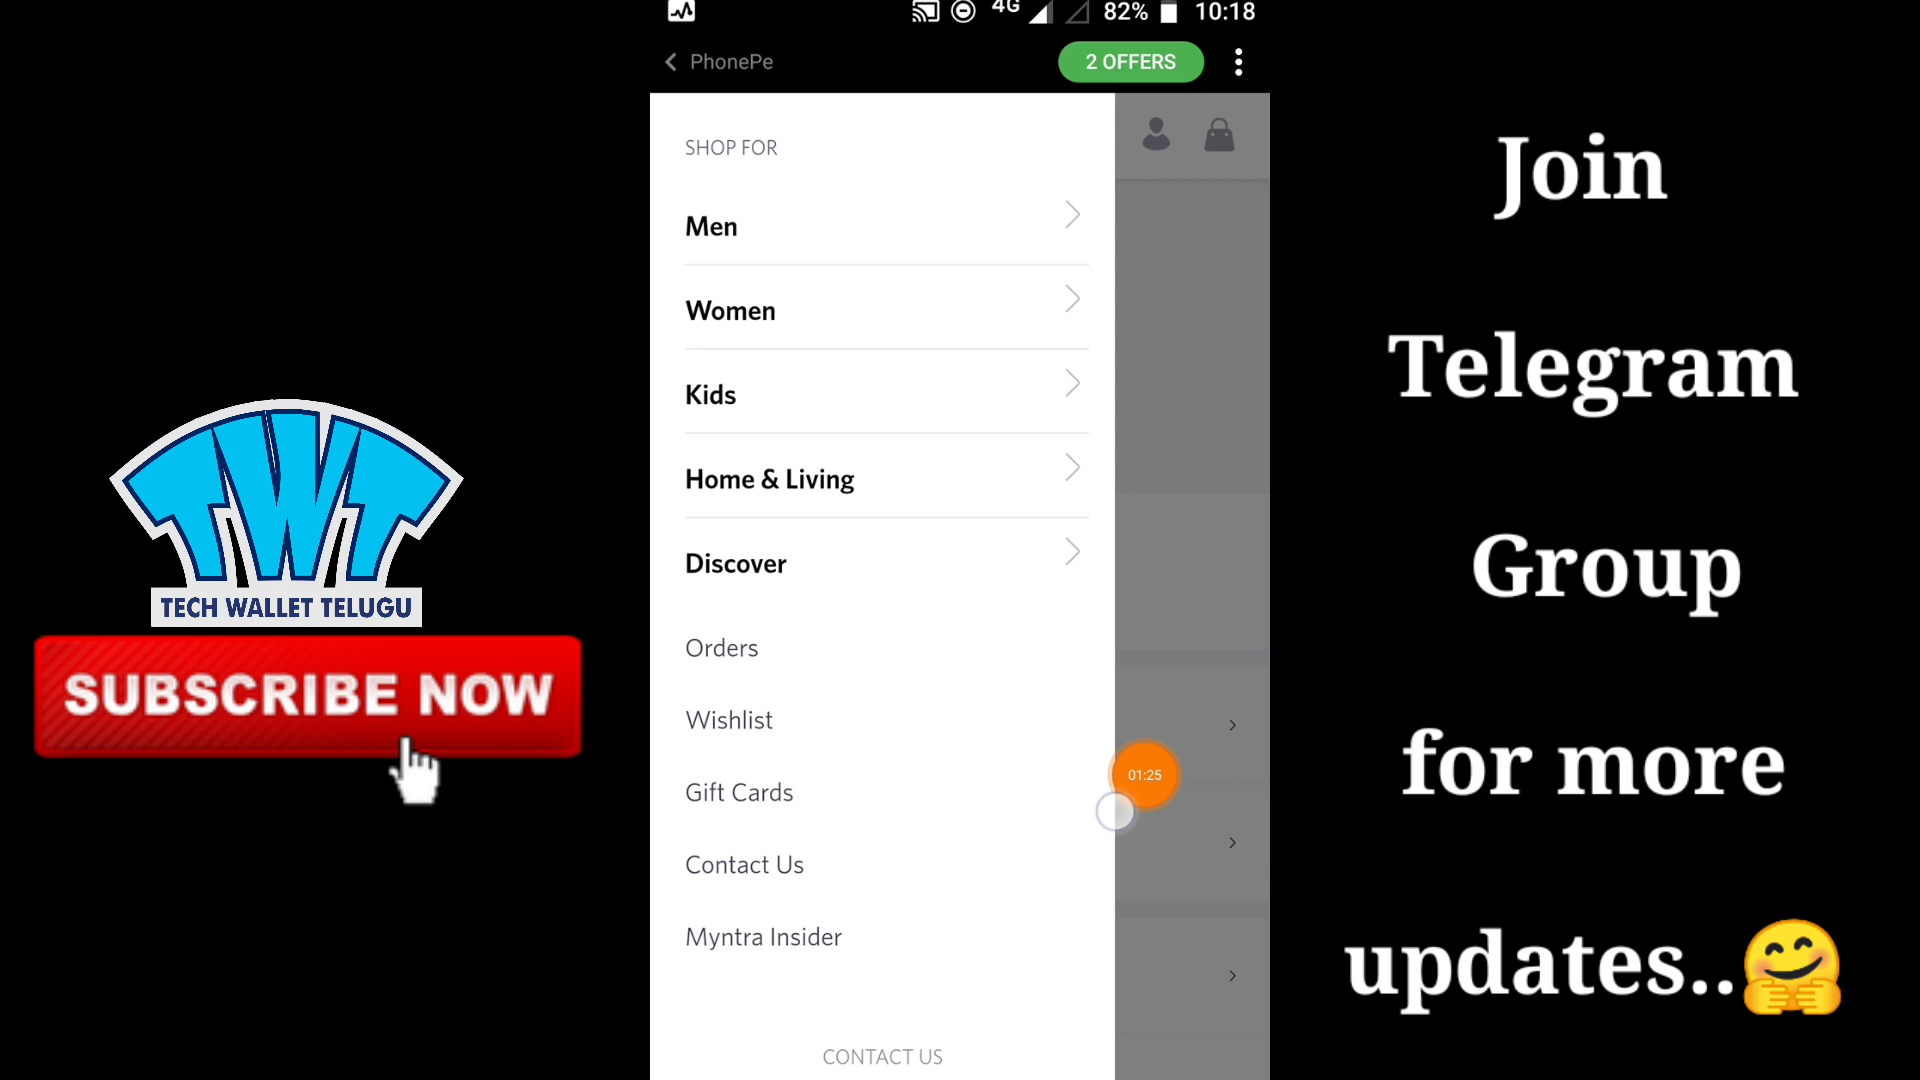 4G 82% 10:18
PhonePe 2 OFFERS
SHOP FOR
Men
Women
Kids
Home & Living
Discover
Orders
Wishlist
Gift Cards
Contact Us
Myntra Insider
CONTACT US
01:25
TWT
TECH WALLET TELUGU
SUBSCRIBE NOW
Join
Telegram
Group
for more
updates..🤗